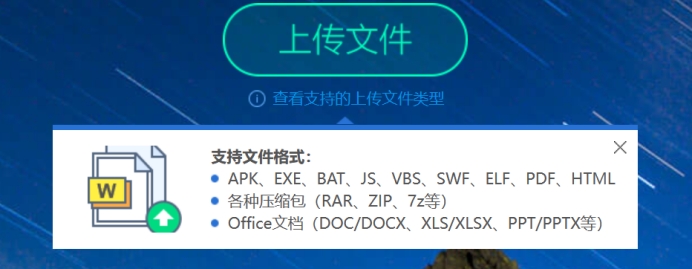 上传文件
查看支持的上传文件类型
支持文件格式：
APK、EXE、BAT、JS、VBS、SWF、ELF、PDF、HTML
各种压缩包（RAR、ZIP、7z等）
Office文档（DOC/DOCX、XLS/XLSX、PPT/PPTX等）
W